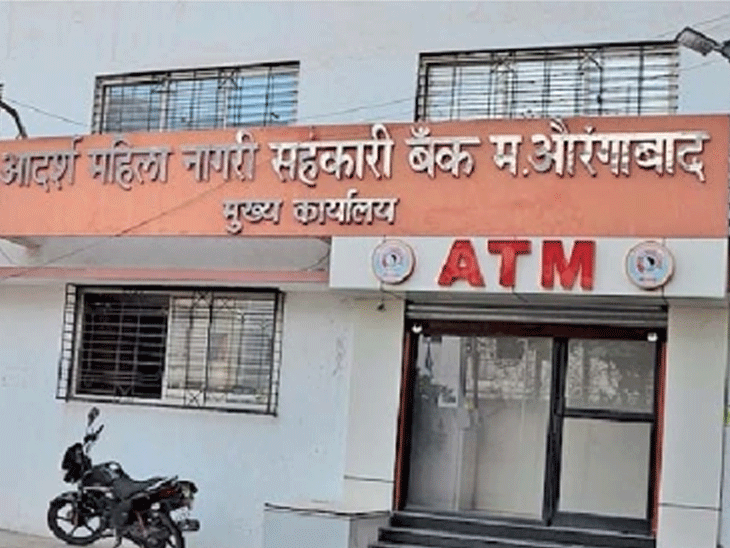 आदर्श महिला नागरी सहकारी बँक म. औरंगाबाद
मुख्य कार्यालय
ATM